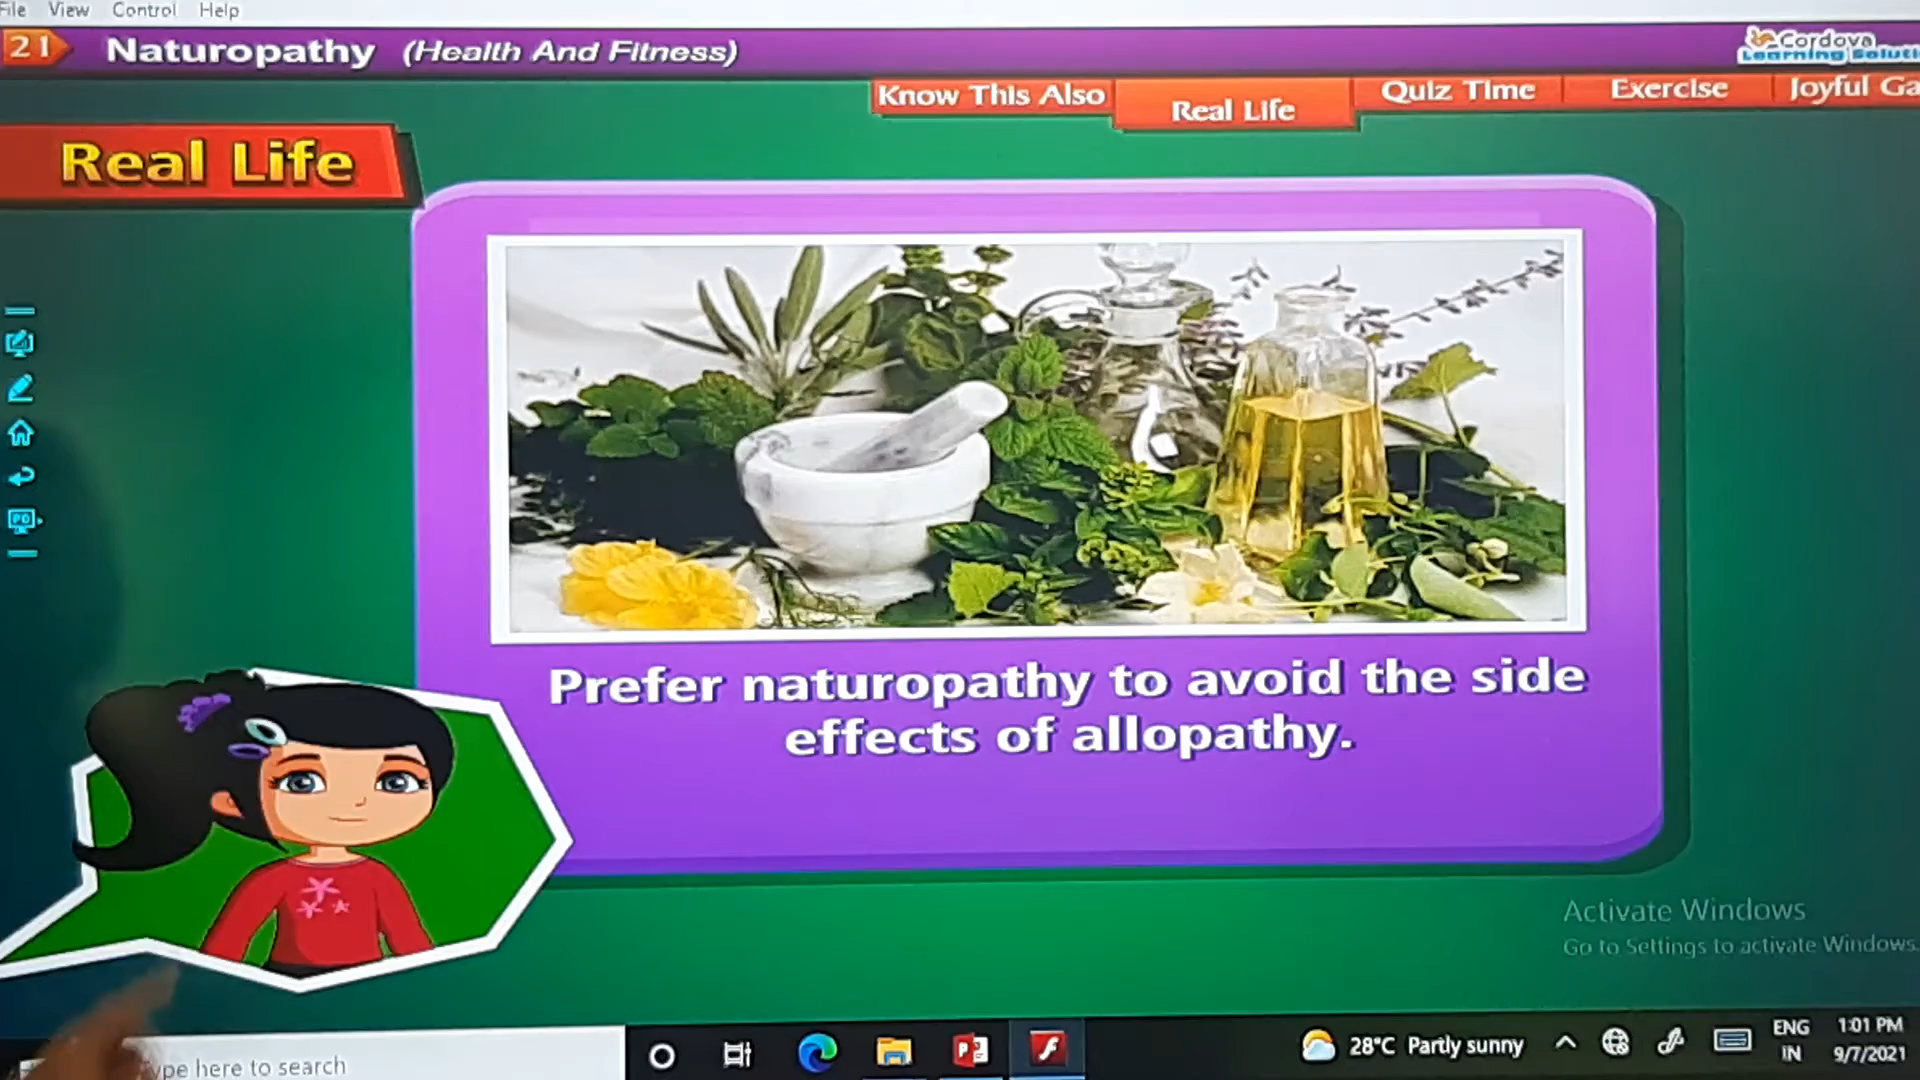 File View Control Help
21 Naturopathy (Health And Fitness)
Cordova
Learning Soluti
Know This Also Real Life Quiz Time Exercise Joyful Ga
Real Life
Prefer naturopathy to avoid the side
effects of allopathy.
Activate Windows
Go to Settings to activate Windows.
ype here to search
28°C Partly sunny
ENG
IN
1:01 PM
9/7/2021